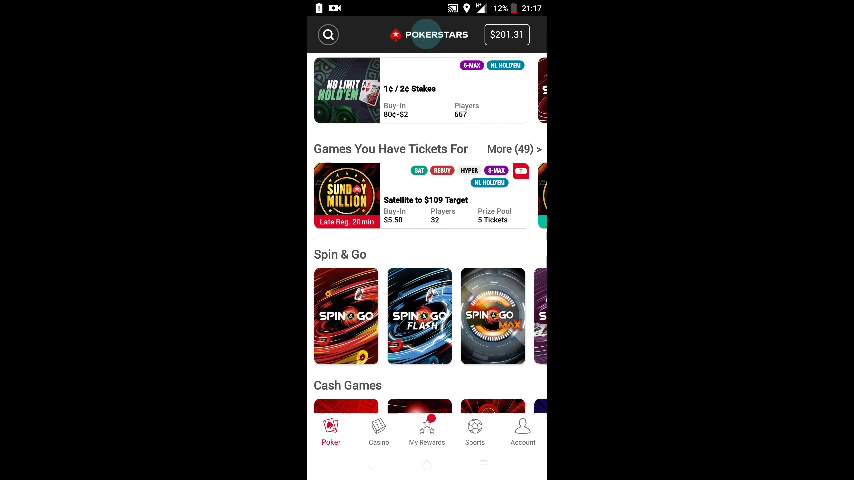 12% 21:17
POKERSTARS $201.31
6-MAX NL HOLD'EM
N8 LIMIT
HOLD'EM
1¢ / 2¢ Stakes
Buy-In Players
80¢-$2 667
Games You Have Tickets For More (49) >
SAT REBUY HYPER 8-MAX
NL HOLD'EM
SUNDAY
MILLION
Satellite to $109 Target
Buy-In Players Prize Pool
$5.50 32 5 Tickets
Late Reg. 20 min
Spin & Go
SPIN&GO
SPIN&GO
FLASH
SPIN&GO
MAX
Cash Games
Poker Casino My Rewards Sports Account